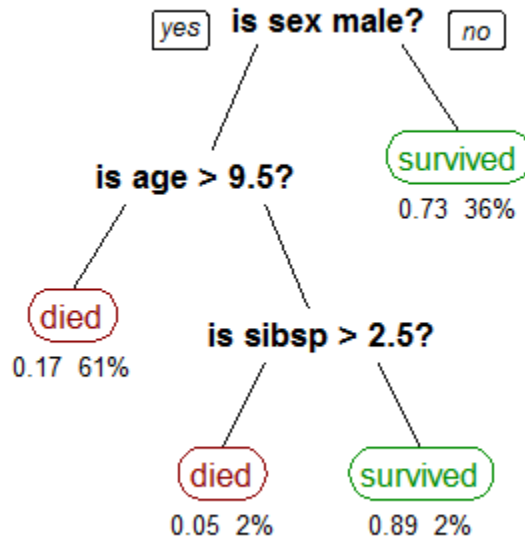 yes is sex male? no
is age > 9.5?
survived
0.73 36%
died
0.17 61%
is sibsp > 2.5?
died
0.05 2%
survived
0.89 2%